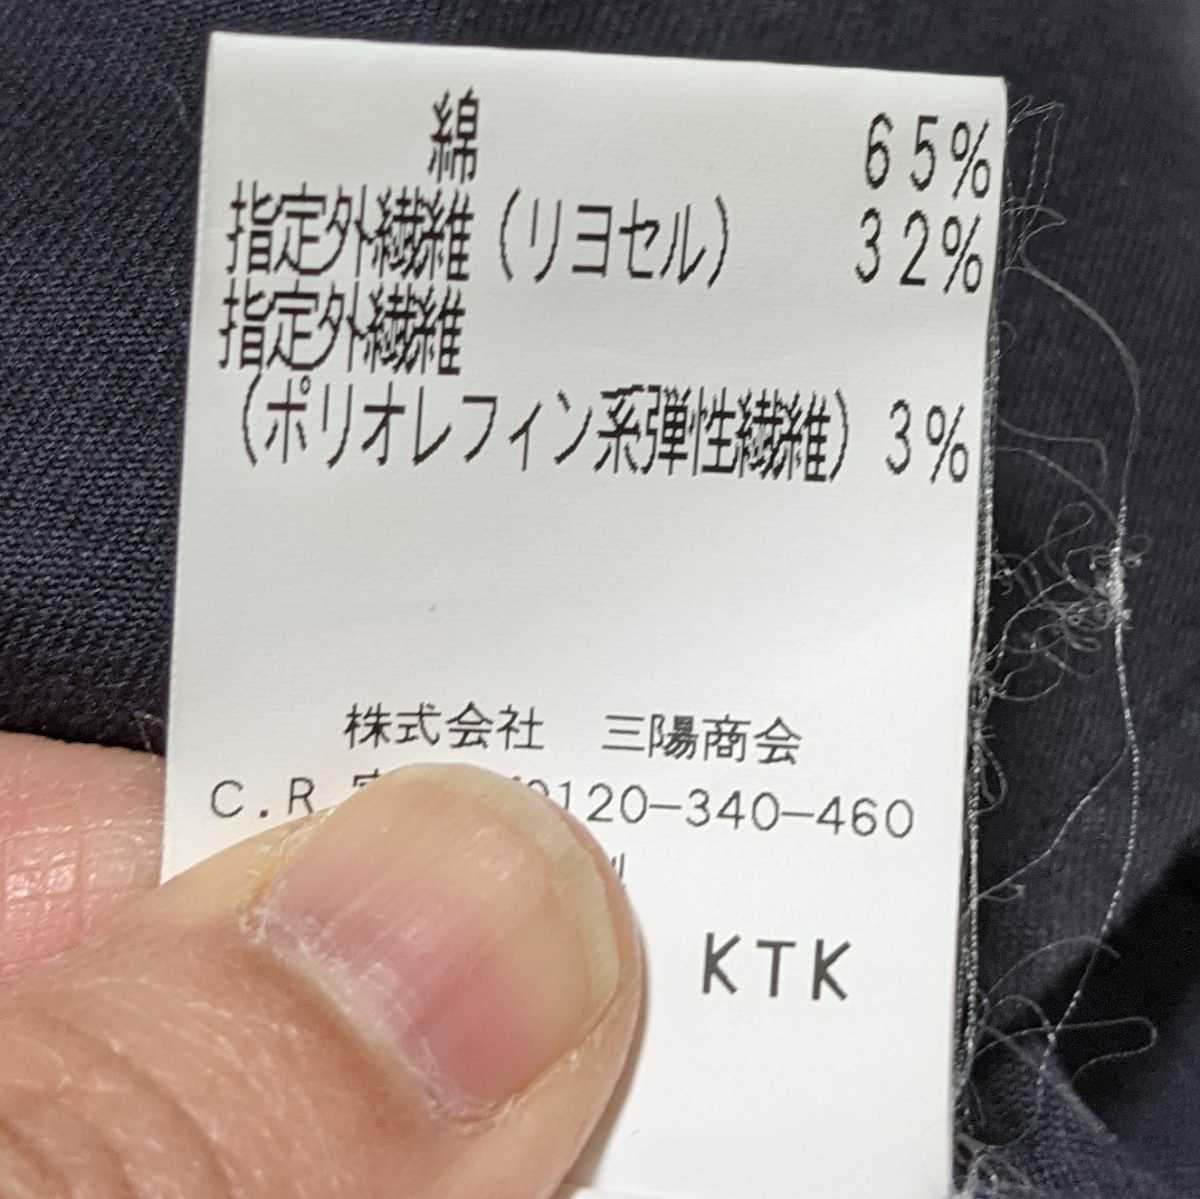 綿 65%
指定外繊維(リヨセル) 32%
指定外繊維
(ポリオレフィン系弾性繊維) 3%
株式会社 三陽商会
C.R 0120-340-460
KTK